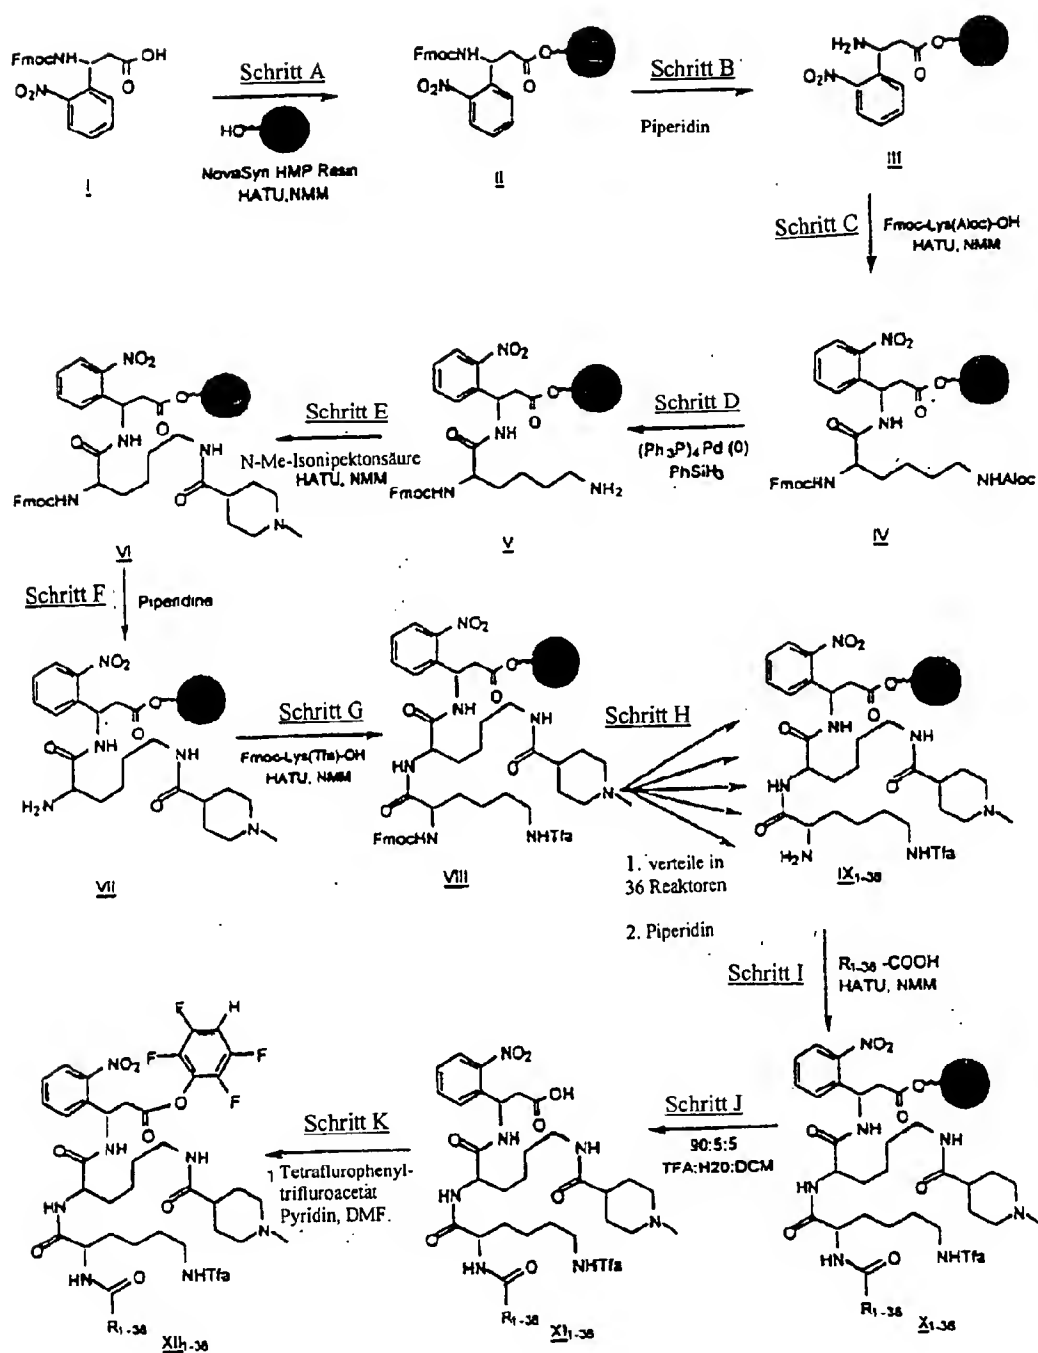 FmocNH
OH
O
NO2
I
Schritt A
HO
NovaSyn HMP Resin
HATU,NMM
FmocNH
O
O
NO2
II
Schritt B
Piperidin
H2N
O
O
NO2
III
Schritt C
Fmoc-Lys(Aloc)-OH
HATU, NMM
NO2
O
O
NH
O
FmocHN
NH
O
N
VI
Schritt E
N-Me-Isonipektonsäure
HATU, NMM
NO2
O
O
NH
O
FmocHN
NH2
V
Schritt D
(Ph3P)4 Pd (0)
PhSiH3
NO2
O
O
NH
O
FmocHN
NHAloc
IV
Schritt F
Piperidine
NO2
O
O
NH
O
NH
H2N
O
N
VII
Schritt G
Fmoc-Lys(Tfa)-OH
HATU, NMM
NO2
O
O
NH
O
NH
HN
O
O
N
FmocHN
NHTfa
VIII
Schritt H
1. verteile in
36 Reaktoren
2. Piperidin
NO2
O
O
NH
O
NH
HN
O
O
N
H2N
NHTfa
IX1-36
Schritt I
R1-36 -COOH
HATU, NMM
F
H
F
F
F
NO2
O
O
NH
O
NH
HN
O
O
N
HN
O
NHTfa
R1-36
XII1-36
Schritt K
Tetraflurophenyl-
trifluroacetat
Pyridin, DMF.
NO2
OH
O
NH
O
NH
HN
O
O
N
HN
O
NHTfa
R1-36
XI1-36
Schritt J
90:5:5
TFA:H20:DCM
NO2
O
O
NH
O
NH
HN
O
O
N
HN
O
NHTfa
R1-36
X1-36